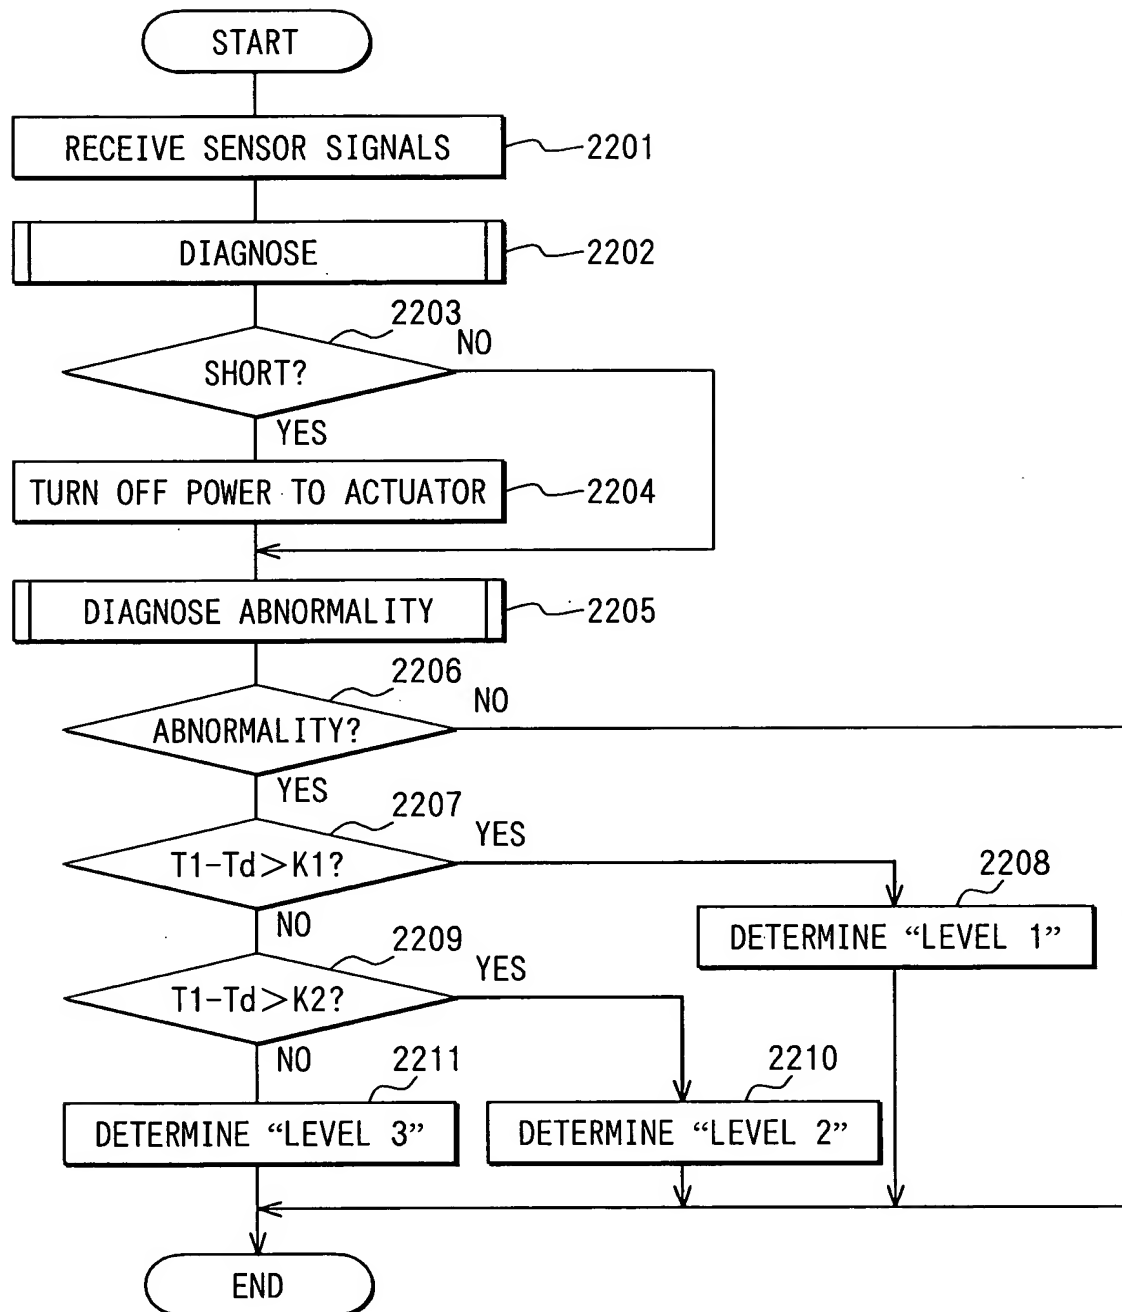 START
RECEIVE SENSOR SIGNALS
2201
DIAGNOSE
2202
2203
SHORT?
NO
YES
TURN OFF POWER TO ACTUATOR
2204
DIAGNOSE ABNORMALITY
2205
2206
ABNORMALITY?
NO
YES
2207
T1-Td>K1?
YES
NO
2208
DETERMINE “LEVEL 1”
2209
T1-Td>K2?
YES
NO
2211
DETERMINE “LEVEL 3”
2210
DETERMINE “LEVEL 2”
END